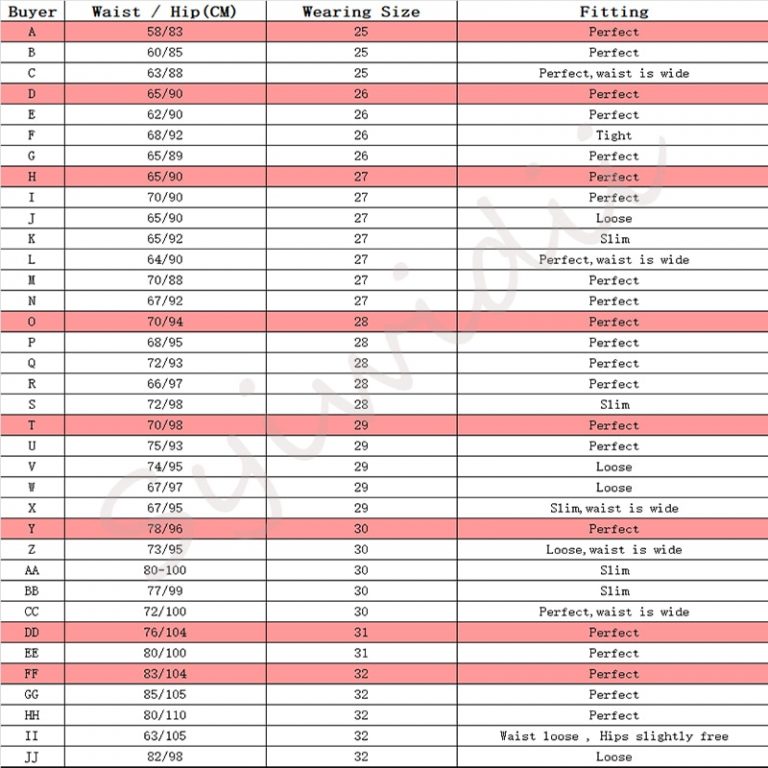 Buyer Waist / Hip(CM) Wearing Size Fitting
A 58/83 25 Perfect
B 60/85 25 Perfect
C 63/88 25 Perfect,waist is wide
D 65/90 26 Perfect
E 62/90 26 Perfect
F 68/92 26 Tight
G 65/89 26 Perfect
H 65/90 27 Perfect
I 70/90 27 Perfect
J 65/90 27 Loose
K 65/92 27 Slim
L 64/90 27 Perfect,waist is wide
M 70/88 27 Perfect
N 67/92 27 Perfect
O 70/94 28 Perfect
P 68/95 28 Perfect
Q 72/93 28 Perfect
R 66/97 28 Perfect
S 72/98 28 Slim
T 70/98 29 Perfect
U 75/93 29 Perfect
V 74/95 29 Loose
W 67/97 29 Loose
X 67/95 29 Slim,waist is wide
Y 78/96 30 Perfect
Z 73/95 30 Loose,waist is wide
AA 80-100 30 Slim
BB 77/99 30 Slim
CC 72/100 30 Perfect,waist is wide
DD 76/104 31 Perfect
EE 80/100 31 Perfect
FF 83/104 32 Perfect
GG 85/105 32 Perfect
HH 80/110 32 Perfect
II 63/105 32 Waist loose , Hips slightly free
JJ 82/98 32 Loose
Syiwidii